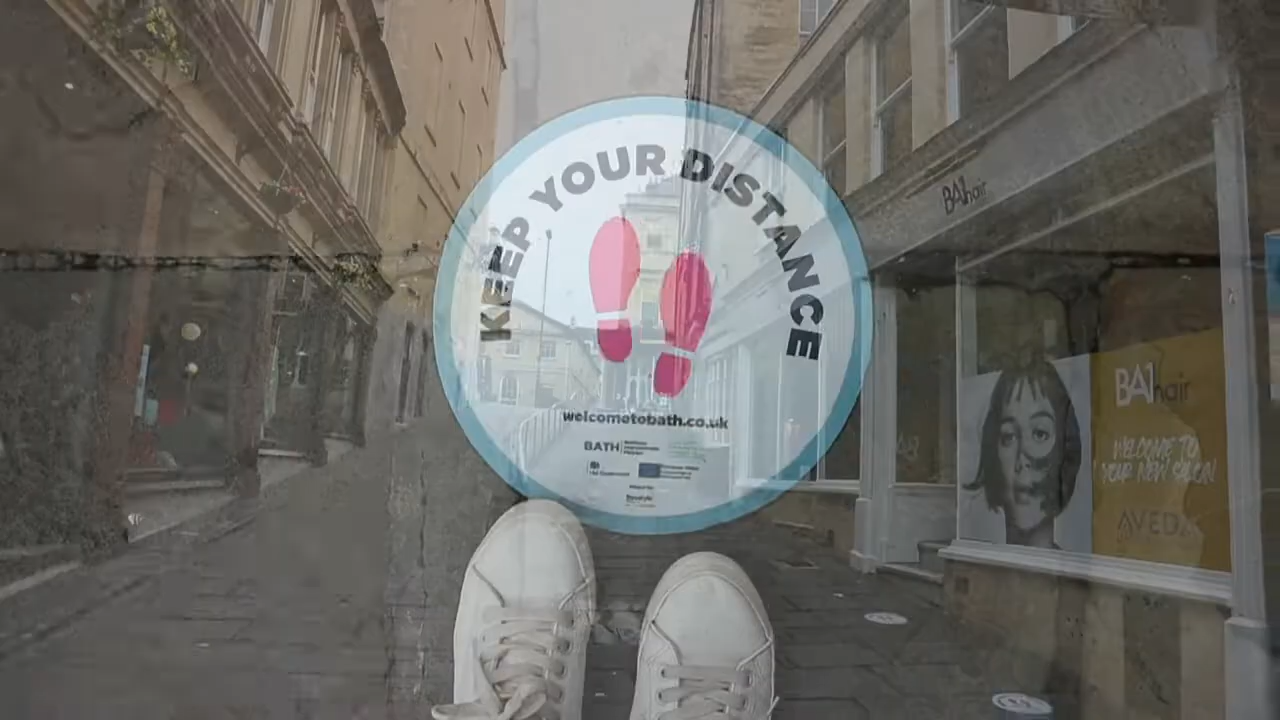 KEEP YOUR DISTANCE
welcometobath.co.uk
BATH
BA1hair
BA1hair
WELCOME TO
YOUR NEW SALON
AVEDA